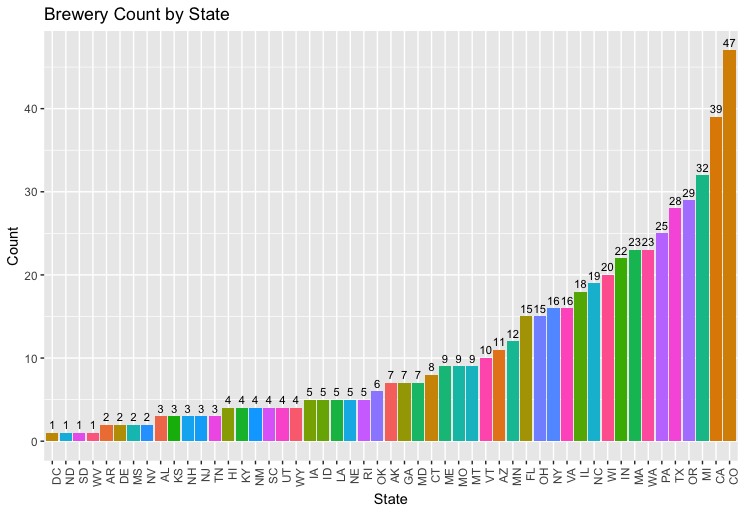 Brewery Count by State
47
39
32
29
28
25
23 23
22
20
19
18
16 16
15 15
12
11
10
9 9 9
8
7 7 7
6
5 5 5 5 5
4 4 4 4 4 4
3 3 3 3 3
2 2 2 2
1 1 1 1
40
30
20
10
0
Count
DC ND SD WV AR DE MS NV AL KS NH NJ TN HI KY NM SC UT WY IA ID LA NE RI OK AK GA MD CT ME MO MT VT AZ MN FL OH NY VA IL NC WI IN MA WA PA TX OR MI CA CO
State